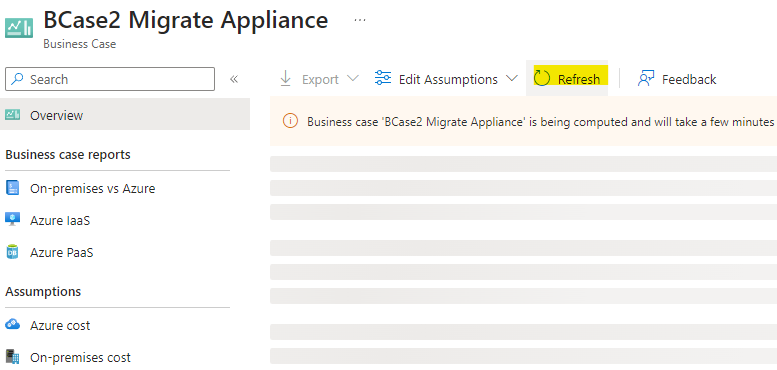 BCase2 Migrate Appliance ...
Business Case
Search
Export
Edit Assumptions
Refresh
Feedback
Overview
Business case 'BCase2 Migrate Appliance' is being computed and will take a few minutes
Business case reports
On-premises vs Azure
Azure IaaS
DB
Azure PaaS
Assumptions
Azure cost
On-premises cost